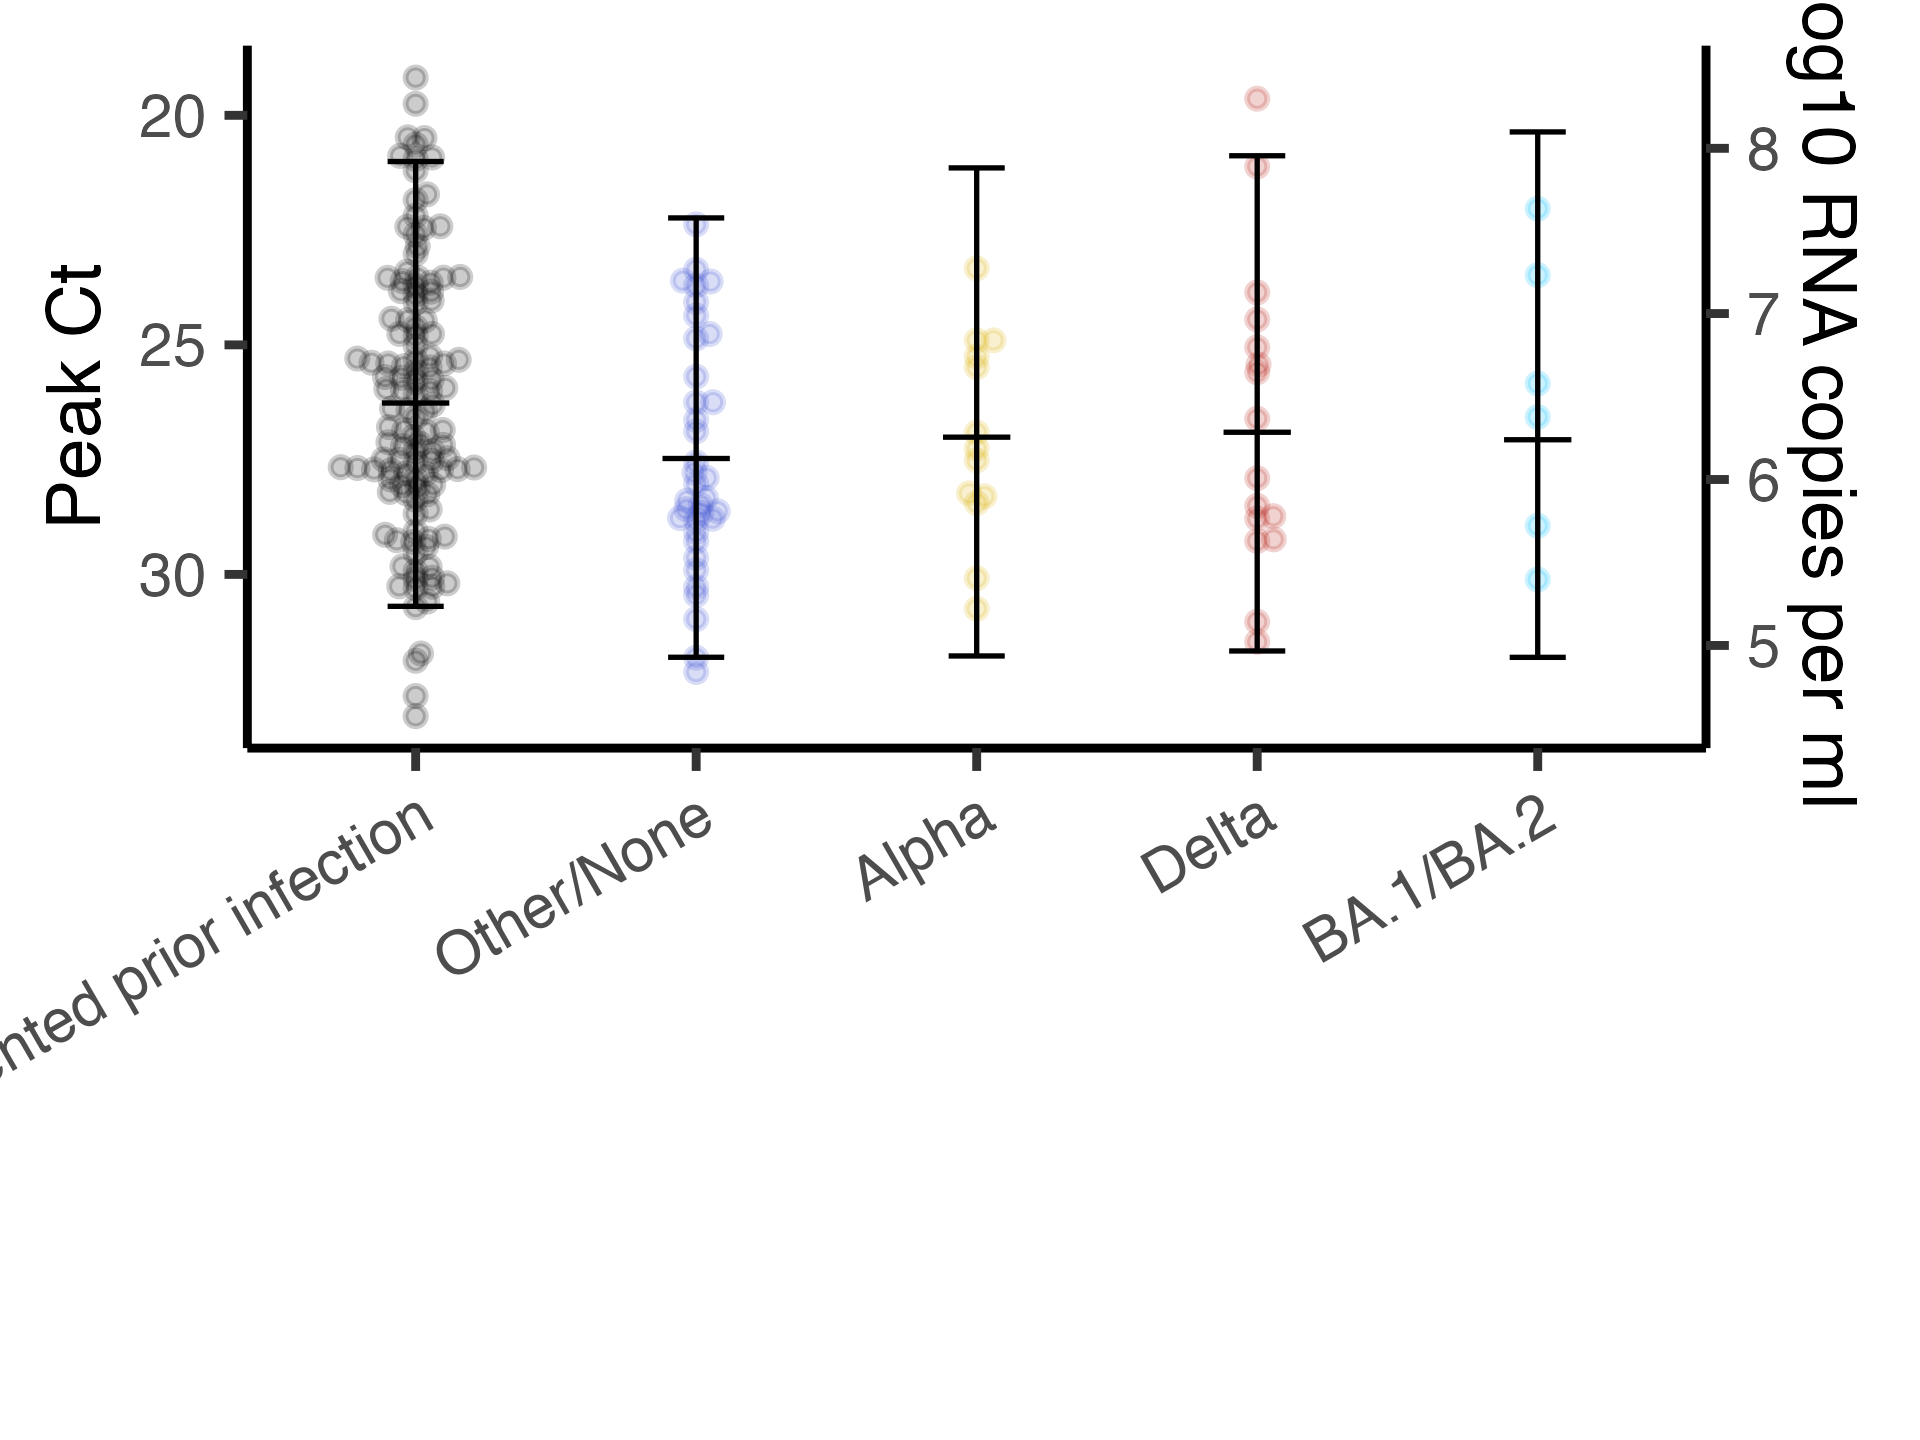 Peak Ct
20
25
30
og10 RNA copies per ml
8
7
6
5
prior infection
Other/None
Alpha
Delta
BA.1/BA.2